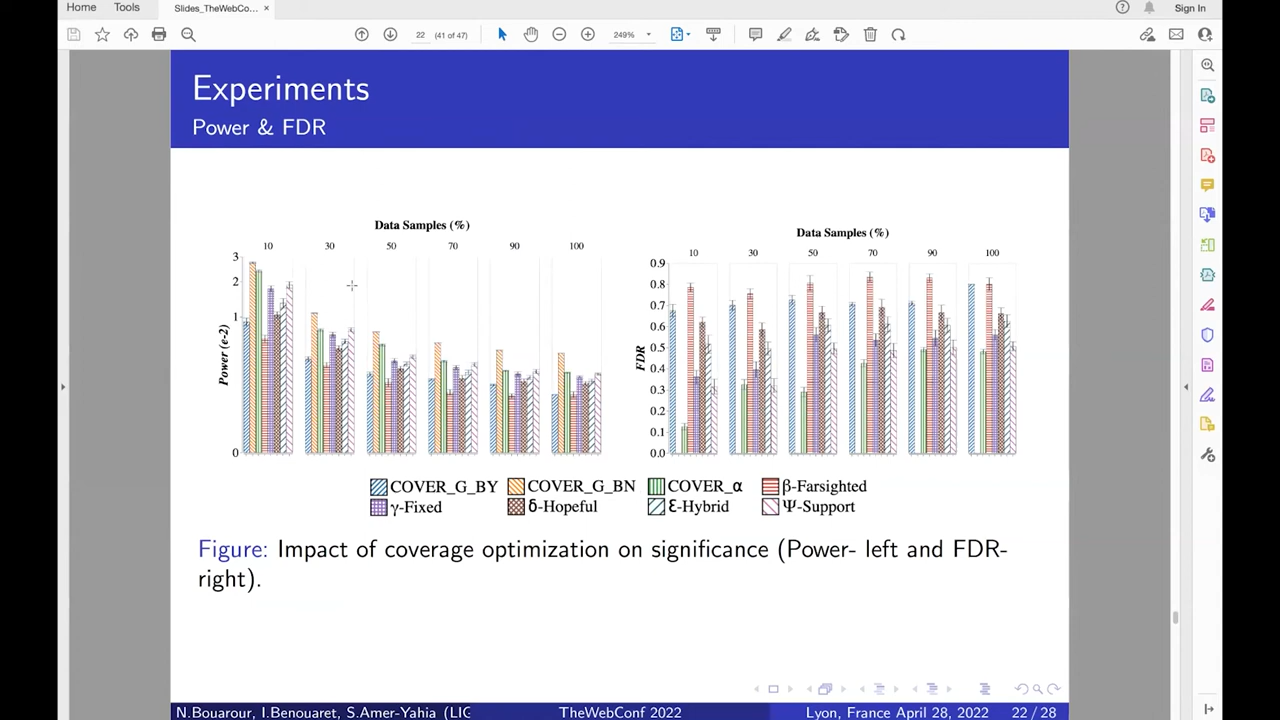 Home Tools Slides_TheWebCo... × Sign In
22 (41 of 47) 249%
Experiments
Power & FDR
Data Samples (%)
10 30 50 70 90 100
3
2
1
0
Power (e-2)
Data Samples (%)
10 30 50 70 90 100
0.9
0.8
0.7
0.6
0.5
0.4
0.3
0.2
0.1
0.0
FDR
COVER_G_BY COVER_G_BN COVER_α β-Farsighted
γ-Fixed δ-Hopeful Ɛ-Hybrid Ψ-Support
Figure: Impact of coverage optimization on significance (Power- left and FDR-
right).
N.Bouarour, I.Benouaret, S.Amer-Yahia (LIG TheWebConf 2022 Lyon, France April 28, 2022 22 / 28